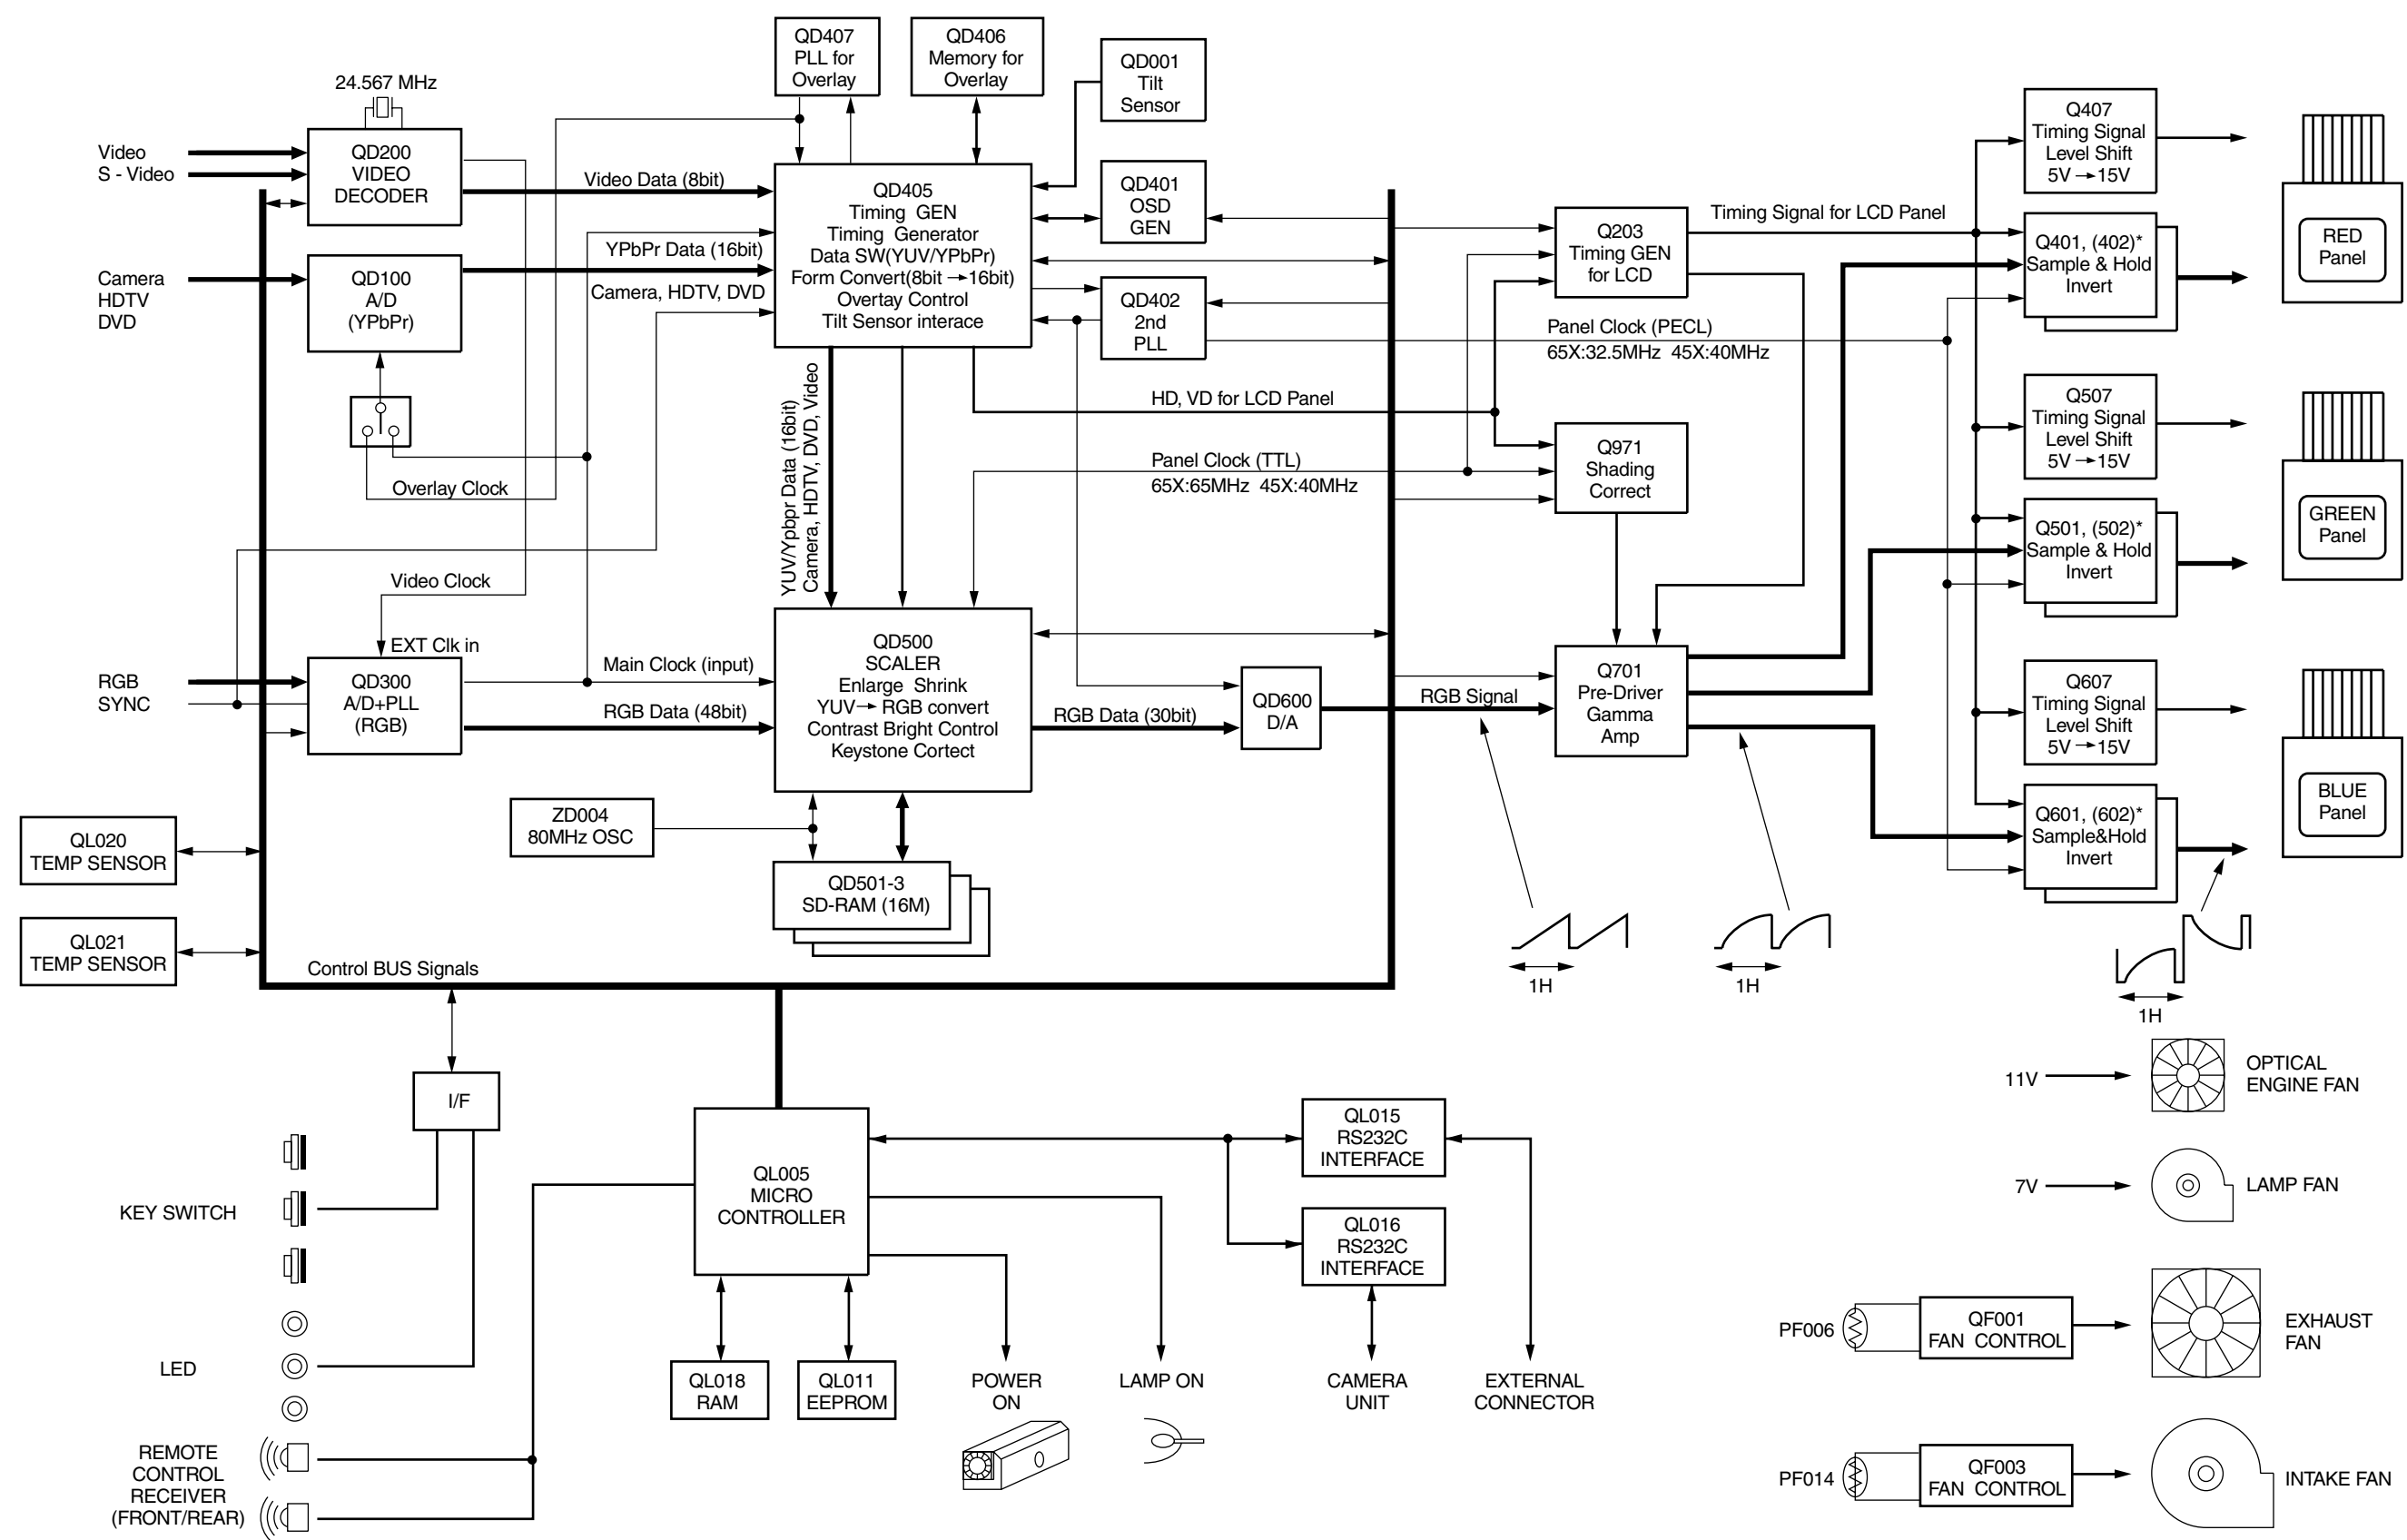 24.567 MHz
QD407
PLL for
Overlay
QD406
Memory for
Overlay
QD001
Tilt
Sensor
Video
S - Video
QD200
VIDEO
DECODER
Video Data (8bit)
QD405
Timing GEN
Timing Generator
Data SW(YUV/YPbPr)
Form Convert(8bit → 16bit)
Overtay Control
Tilt Sensor interace
QD401
OSD
GEN
QD402
2nd
PLL
Camera
HDTV
DVD
QD100
A/D
(YPbPr)
YPbPr Data (16bit)
Camera, HDTV, DVD
Overlay Clock
Video Clock
EXT Clk in
YUV/Ypbpr Data (16bit)
Camera, HDTV, DVD, Video
HD, VD for LCD Panel
Panel Clock (TTL)
65X:65MHz 45X:40MHz
Q203
Timing GEN
for LCD
Timing Signal for LCD Panel
Panel Clock (PECL)
65X:32.5MHz 45X:40MHz
Q971
Shading
Correct
Q407
Timing Signal
Level Shift
5V → 15V
Q401, (402)*
Sample & Hold
Invert
RED
Panel
Q507
Timing Signal
Level Shift
5V → 15V
Q501, (502)*
Sample & Hold
Invert
GREEN
Panel
RGB
SYNC
QD300
A/D+PLL
(RGB)
Main Clock (input)
RGB Data (48bit)
QD500
SCALER
Enlarge Shrink
YUV → RGB convert
Contrast Bright Control
Keystone Cortect
RGB Data (30bit)
QD600
D/A
RGB Signal
Q701
Pre-Driver
Gamma
Amp
Q607
Timing Signal
Level Shift
5V → 15V
Q601, (602)*
Sample&Hold
Invert
BLUE
Panel
ZD004
80MHz OSC
QD501-3
SD-RAM (16M)
QL020
TEMP SENSOR
QL021
TEMP SENSOR
Control BUS Signals
1H
1H
1H
I/F
KEY SWITCH
LED
REMOTE
CONTROL
RECEIVER
(FRONT/REAR)
QL005
MICRO
CONTROLLER
QL018
RAM
QL011
EEPROM
POWER
ON
LAMP ON
QL015
RS232C
INTERFACE
QL016
RS232C
INTERFACE
CAMERA
UNIT
EXTERNAL
CONNECTOR
11V
OPTICAL
ENGINE FAN
7V
LAMP FAN
PF006
QF001
FAN CONTROL
EXHAUST
FAN
PF014
QF003
FAN CONTROL
INTAKE FAN